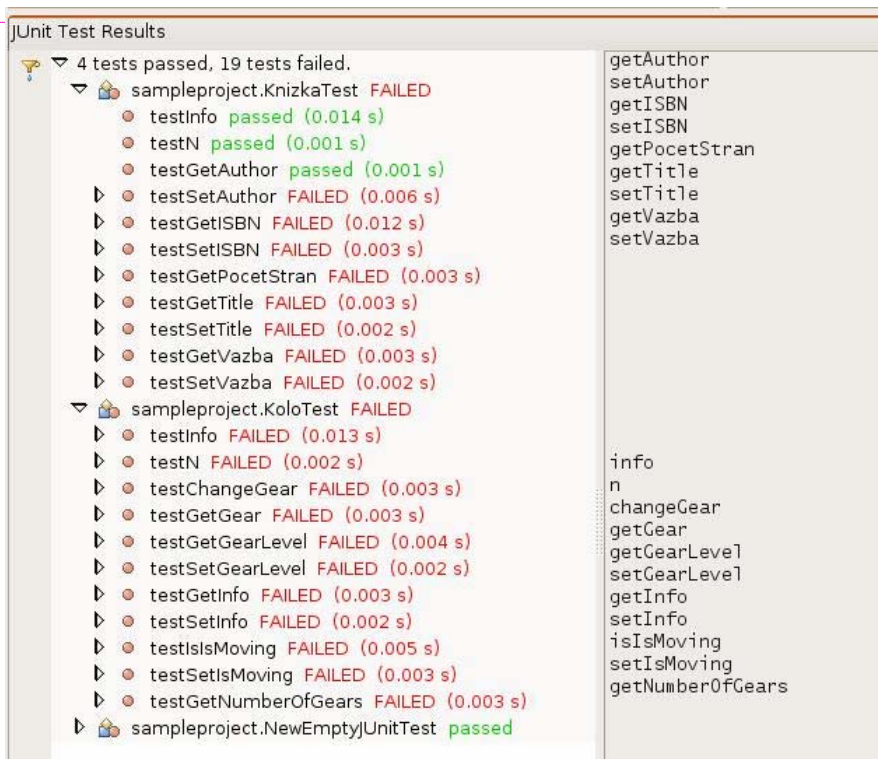 JUnit Test Results
4 tests passed, 19 tests failed.
sampleproject.KnizkaTest FAILED
testInfo passed (0.014 s)
testN passed (0.001 s)
testGetAuthor passed (0.001 s)
testSetAuthor FAILED (0.006 s)
testGetISBN FAILED (0.012 s)
testSetISBN FAILED (0.003 s)
testGetPocetStran FAILED (0.003 s)
testGetTitle FAILED (0.003 s)
testSetTitle FAILED (0.002 s)
testGetVazba FAILED (0.003 s)
testSetVazba FAILED (0.002 s)
sampleproject.KoloTest FAILED
testInfo FAILED (0.013 s)
testN FAILED (0.002 s)
testChangeGear FAILED (0.003 s)
testGetGear FAILED (0.003 s)
testGetGearLevel FAILED (0.004 s)
testSetGearLevel FAILED (0.002 s)
testGetInfo FAILED (0.003 s)
testSetInfo FAILED (0.002 s)
testIsIsMoving FAILED (0.005 s)
testSetIsMoving FAILED (0.003 s)
testGetNumberOfGears FAILED (0.003 s)
sampleproject.NewEmptyJUnitTest passed
getAuthor
setAuthor
getISBN
setISBN
getPocetStran
getTitle
setTitle
getVazba
setVazba
info
n
changeGear
getGear
getGearLevel
setGearLevel
getInfo
setInfo
isIsMoving
setIsMoving
getNumberOfGears